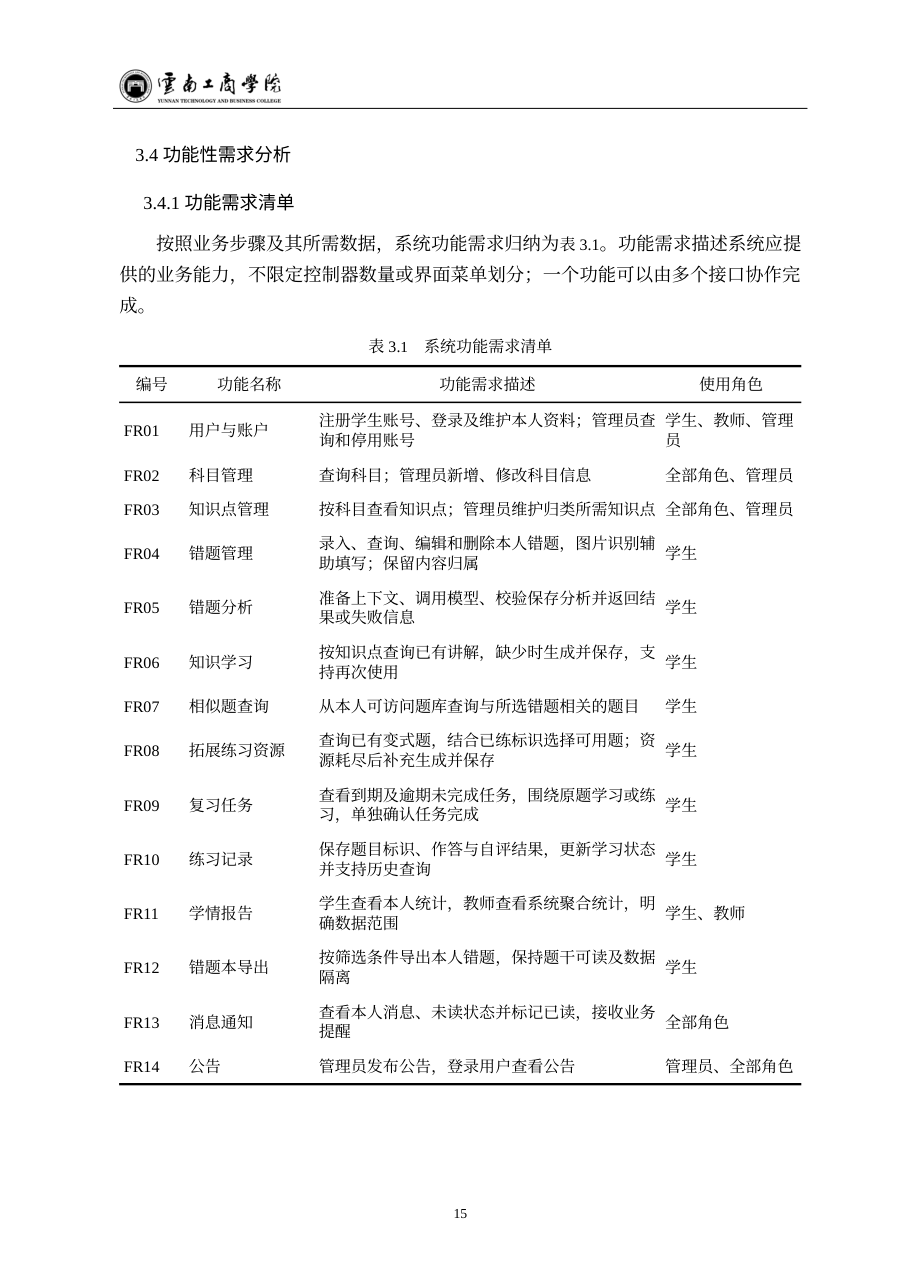 雲南工商學院
YUNNAN TECHNOLOGY AND BUSINESS COLLEGE
3.4 功能性需求分析
3.4.1 功能需求清单
按照业务步骤及其所需数据，系统功能需求归纳为表 3.1。功能需求描述系统应提
供的业务能力，不限定控制器数量或界面菜单划分；一个功能可以由多个接口协作完
成。
表 3.1 系统功能需求清单
编号 功能名称 功能需求描述 使用角色
FR01 用户与账户 注册学生账号、登录及维护本人资料；管理员查 学生、教师、管理
询和停用账号 员
FR02 科目管理 查询科目；管理员新增、修改科目信息 全部角色、管理员
FR03 知识点管理 按科目查看知识点；管理员维护归类所需知识点 全部角色、管理员
FR04 错题管理 录入、查询、编辑和删除本人错题，图片识别辅 学生
助填写；保留内容归属
FR05 错题分析 准备上下文、调用模型、校验保存分析并返回结 学生
果或失败信息
FR06 知识学习 按知识点查询已有讲解，缺少时生成并保存，支 学生
持再次使用
FR07 相似题查询 从本人可访问题库查询与所选错题相关的题目 学生
FR08 拓展练习资源 查询已有变式题，结合已练标识选择可用题；资 学生
源耗尽后补充生成并保存
FR09 复习任务 查看到期及逾期未完成任务，围绕原题学习或练 学生
习，单独确认任务完成
FR10 练习记录 保存题目标识、作答与自评结果，更新学习状态 学生
并支持历史查询
FR11 学情报告 学生查看本人统计，教师查看系统聚合统计，明 学生、教师
确数据范围
FR12 错题本导出 按筛选条件导出本人错题，保持题干可读及数据 学生
隔离
FR13 消息通知 查看本人消息、未读状态并标记已读，接收业务 全部角色
提醒
FR14 公告 管理员发布公告，登录用户查看公告 管理员、全部角色
15